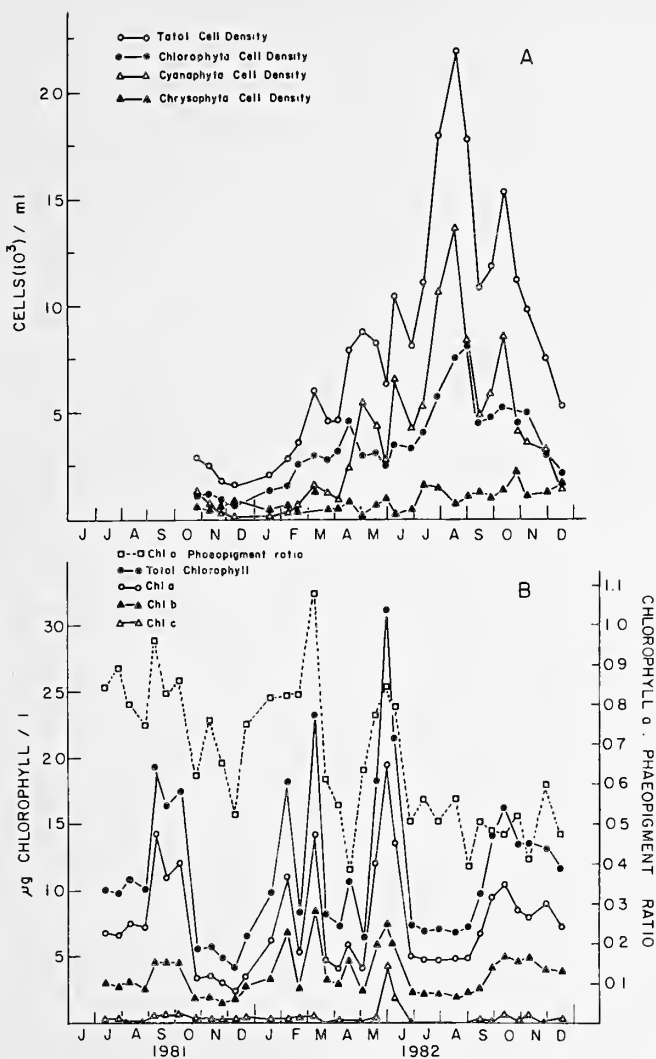 A
Total Cell Density
Chlorophyta Cell Density
Cyanaphyta Cell Density
Chrysophyta Cell Density
CELLS(10³) / ml
20
15
10
5
J A S O N D J F M A M J J A S O N D
Chl a Phaeopigment ratio
Total Chlorophyll
Chl a
Chl b
Chl c
B
µg CHLOROPHYLL / l
30
25
20
15
10
5
1.1
1.0
0.9
0.8
0.7
0.6
0.5
0.4
0.3
0.2
0.1
CHLOROPHYLL a . PHAEOPIGMENT RATIO
J A S O N D J F M A M J J A S O N D
1981 1982